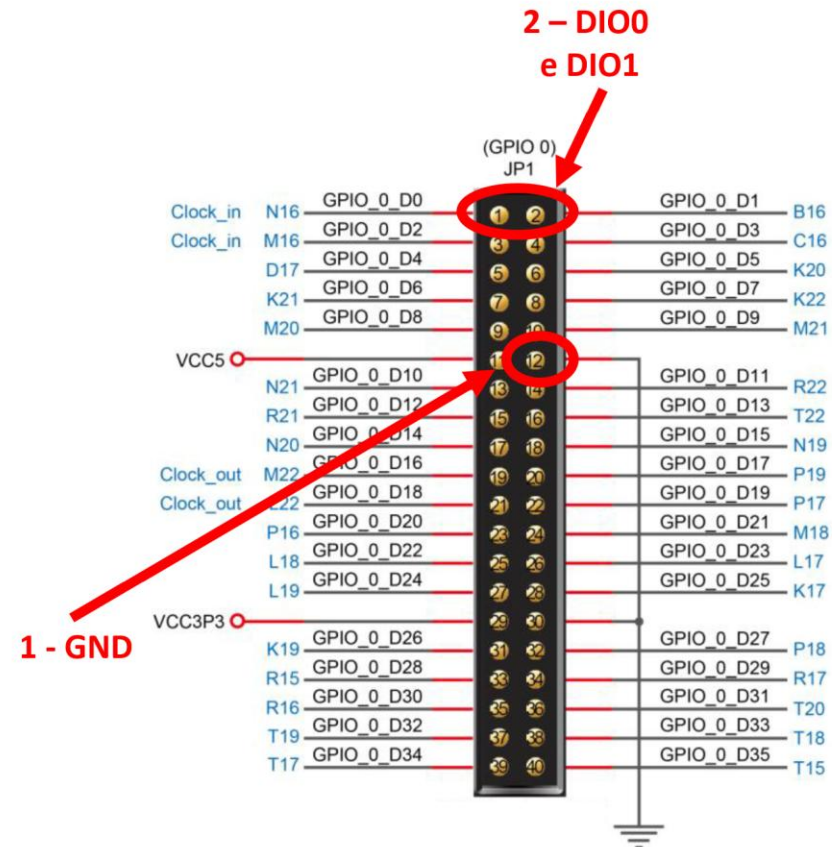 2 – DIO0
e DIO1
(GPIO 0)
JP1
Clock_in N16 GPIO_0_D0 1 2 GPIO_0_D1 B16
Clock_in M16 GPIO_0_D2 3 4 GPIO_0_D3 C16
D17 GPIO_0_D4 5 6 GPIO_0_D5 K20
K21 GPIO_0_D6 7 8 GPIO_0_D7 K22
M20 GPIO_0_D8 9 10 GPIO_0_D9 M21
VCC5 11 12
N21 GPIO_0_D10 13 14 GPIO_0_D11 R22
R21 GPIO_0_D12 15 16 GPIO_0_D13 T22
N20 GPIO_0_D14 17 18 GPIO_0_D15 N19
Clock_out M22 GPIO_0_D16 19 20 GPIO_0_D17 P19
Clock_out L22 GPIO_0_D18 21 22 GPIO_0_D19 P17
P16 GPIO_0_D20 23 24 GPIO_0_D21 M18
L18 GPIO_0_D22 25 26 GPIO_0_D23 L17
L19 GPIO_0_D24 27 28 GPIO_0_D25 K17
VCC3P3 29 30
1 - GND
K19 GPIO_0_D26 31 32 GPIO_0_D27 P18
R15 GPIO_0_D28 33 34 GPIO_0_D29 R17
R16 GPIO_0_D30 35 36 GPIO_0_D31 T20
T19 GPIO_0_D32 37 38 GPIO_0_D33 T18
T17 GPIO_0_D34 39 40 GPIO_0_D35 T15